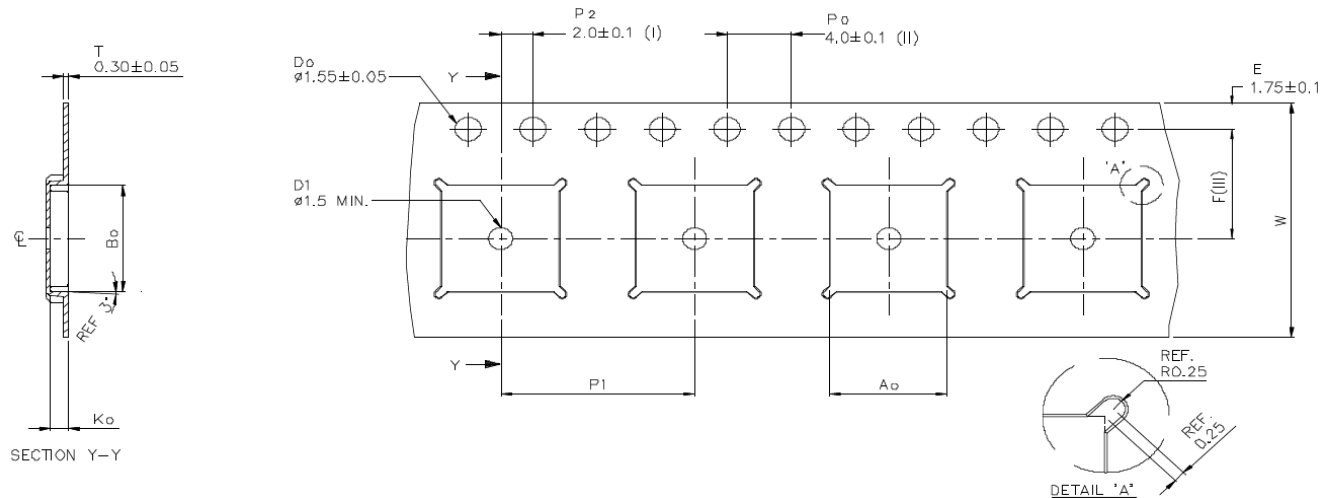 T
0.30±0.05
P2
2.0±0.1 (I)
Po
4.0±0.1 (II)
Do
ø1.55±0.05
Y
E
1.75±0.1
D1
ø1.5 MIN.
'A'
F(III)
W
℄
Bo
REF 3°
Ko
SECTION Y-Y
Y
P1
Ao
REF.
R0.25
REF.
0.25
DETAIL 'A'